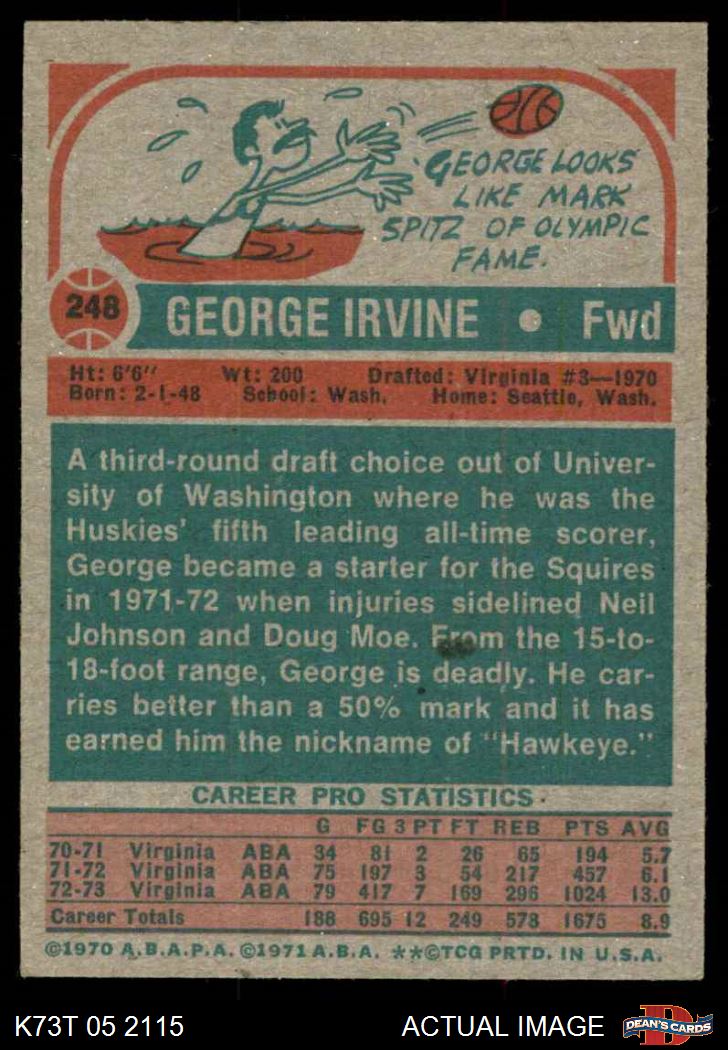 GEORGE LOOKS
LIKE MARK
SPITZ OF OLYMPIC
FAME.
248 GEORGE IRVINE • Fwd
Ht: 6'6" Wt: 200 Drafted: Virginia #3—1970
Born: 2-1-48 School: Wash. Home: Seattle, Wash.
A third-round draft choice out of Univer-
sity of Washington where he was the
Huskies' fifth leading all-time scorer,
George became a starter for the Squires
in 1971-72 when injuries sidelined Neil
Johnson and Doug Moe. From the 15-to-
18-foot range, George is deadly. He car-
ries better than a 50% mark and it has
earned him the nickname of "Hawkeye."
CAREER PRO STATISTICS
G FG 3 PT FT REB PTS AVG
70-71 Virginia ABA 34 81 2 26 65 194 5.7
71-72 Virginia ABA 75 197 3 54 217 457 6.1
72-73 Virginia ABA 79 417 7 169 296 1024 13.0
Career Totals 188 695 12 249 578 1675 8.9
©1970 A.B.A.P.A. ©1971 A.B.A. **©TCG PRTD. IN U.S.A.
K73T 05 2115 ACTUAL IMAGE D DEAN'S CARDS